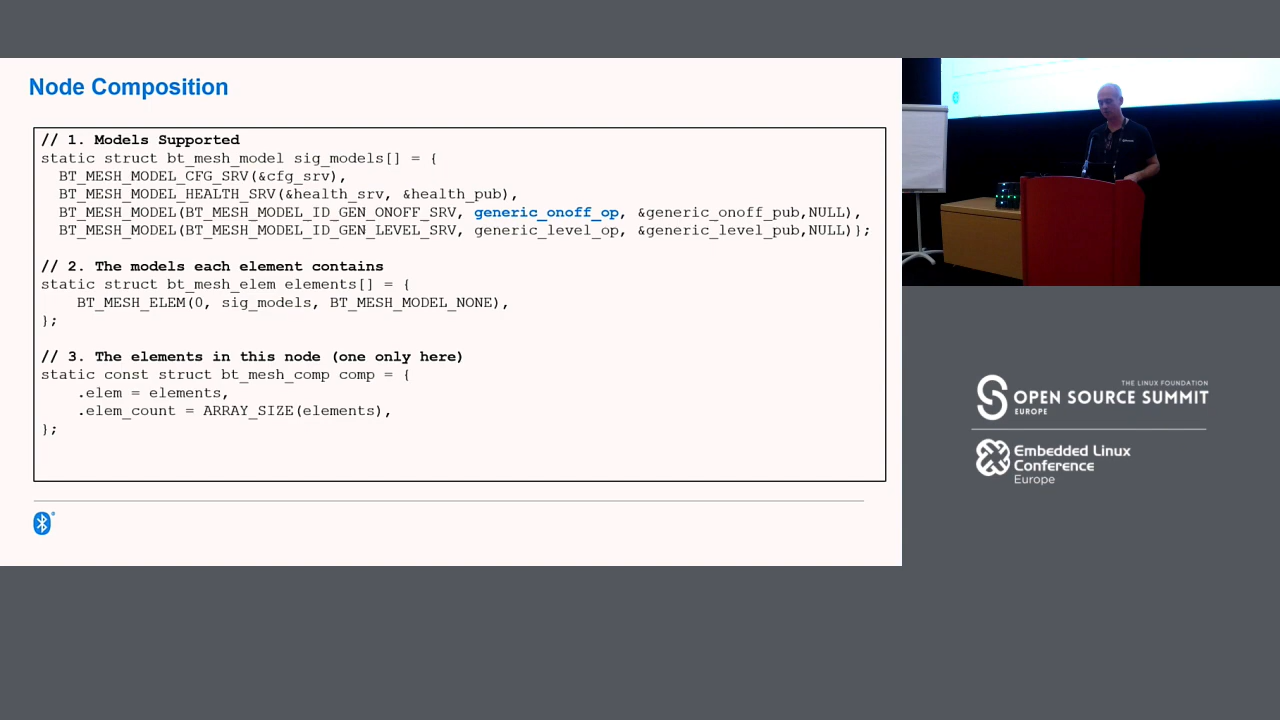 Node Composition
// 1. Models Supported
static struct bt_mesh_model sig_models[] = {
BT_MESH_MODEL_CFG_SRV(&cfg_srv),
BT_MESH_MODEL_HEALTH_SRV(&health_srv, &health_pub),
BT_MESH_MODEL(BT_MESH_MODEL_ID_GEN_ONOFF_SRV, generic_onoff_op, &generic_onoff_pub,NULL),
BT_MESH_MODEL(BT_MESH_MODEL_ID_GEN_LEVEL_SRV, generic_level_op, &generic_level_pub,NULL)};
// 2. The models each element contains
static struct bt_mesh_elem elements[] = {
BT_MESH_ELEM(0, sig_models, BT_MESH_MODEL_NONE),
};
// 3. The elements in this node (one only here)
static const struct bt_mesh_comp comp = {
.elem = elements,
.elem_count = ARRAY_SIZE(elements),
};
THE LINUX FOUNDATION
OPEN SOURCE SUMMIT
EUROPE
Embedded Linux
Conference
Europe